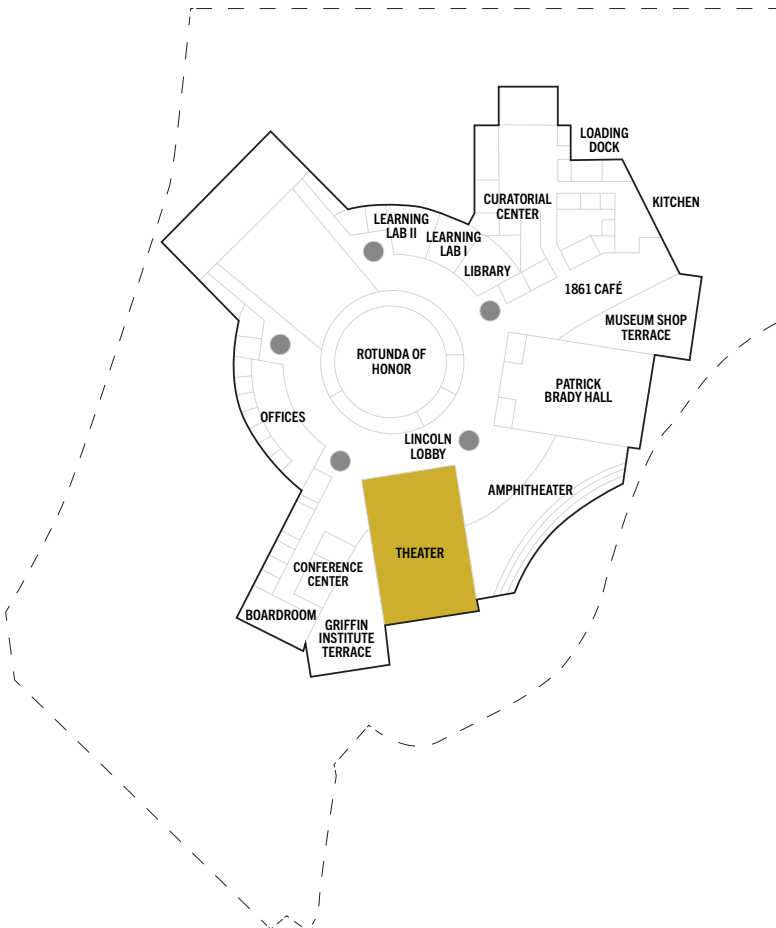 LOADING
DOCK
CURATORIAL
CENTER
KITCHEN
LEARNING
LAB II
LEARNING
LAB I
LIBRARY
1861 CAFÉ
MUSEUM SHOP
TERRACE
ROTUNDA OF
HONOR
PATRICK
BRADY HALL
OFFICES
LINCOLN
LOBBY
AMPHITHEATER
THEATER
CONFERENCE
CENTER
BOARDROOM
GRIFFIN
INSTITUTE
TERRACE